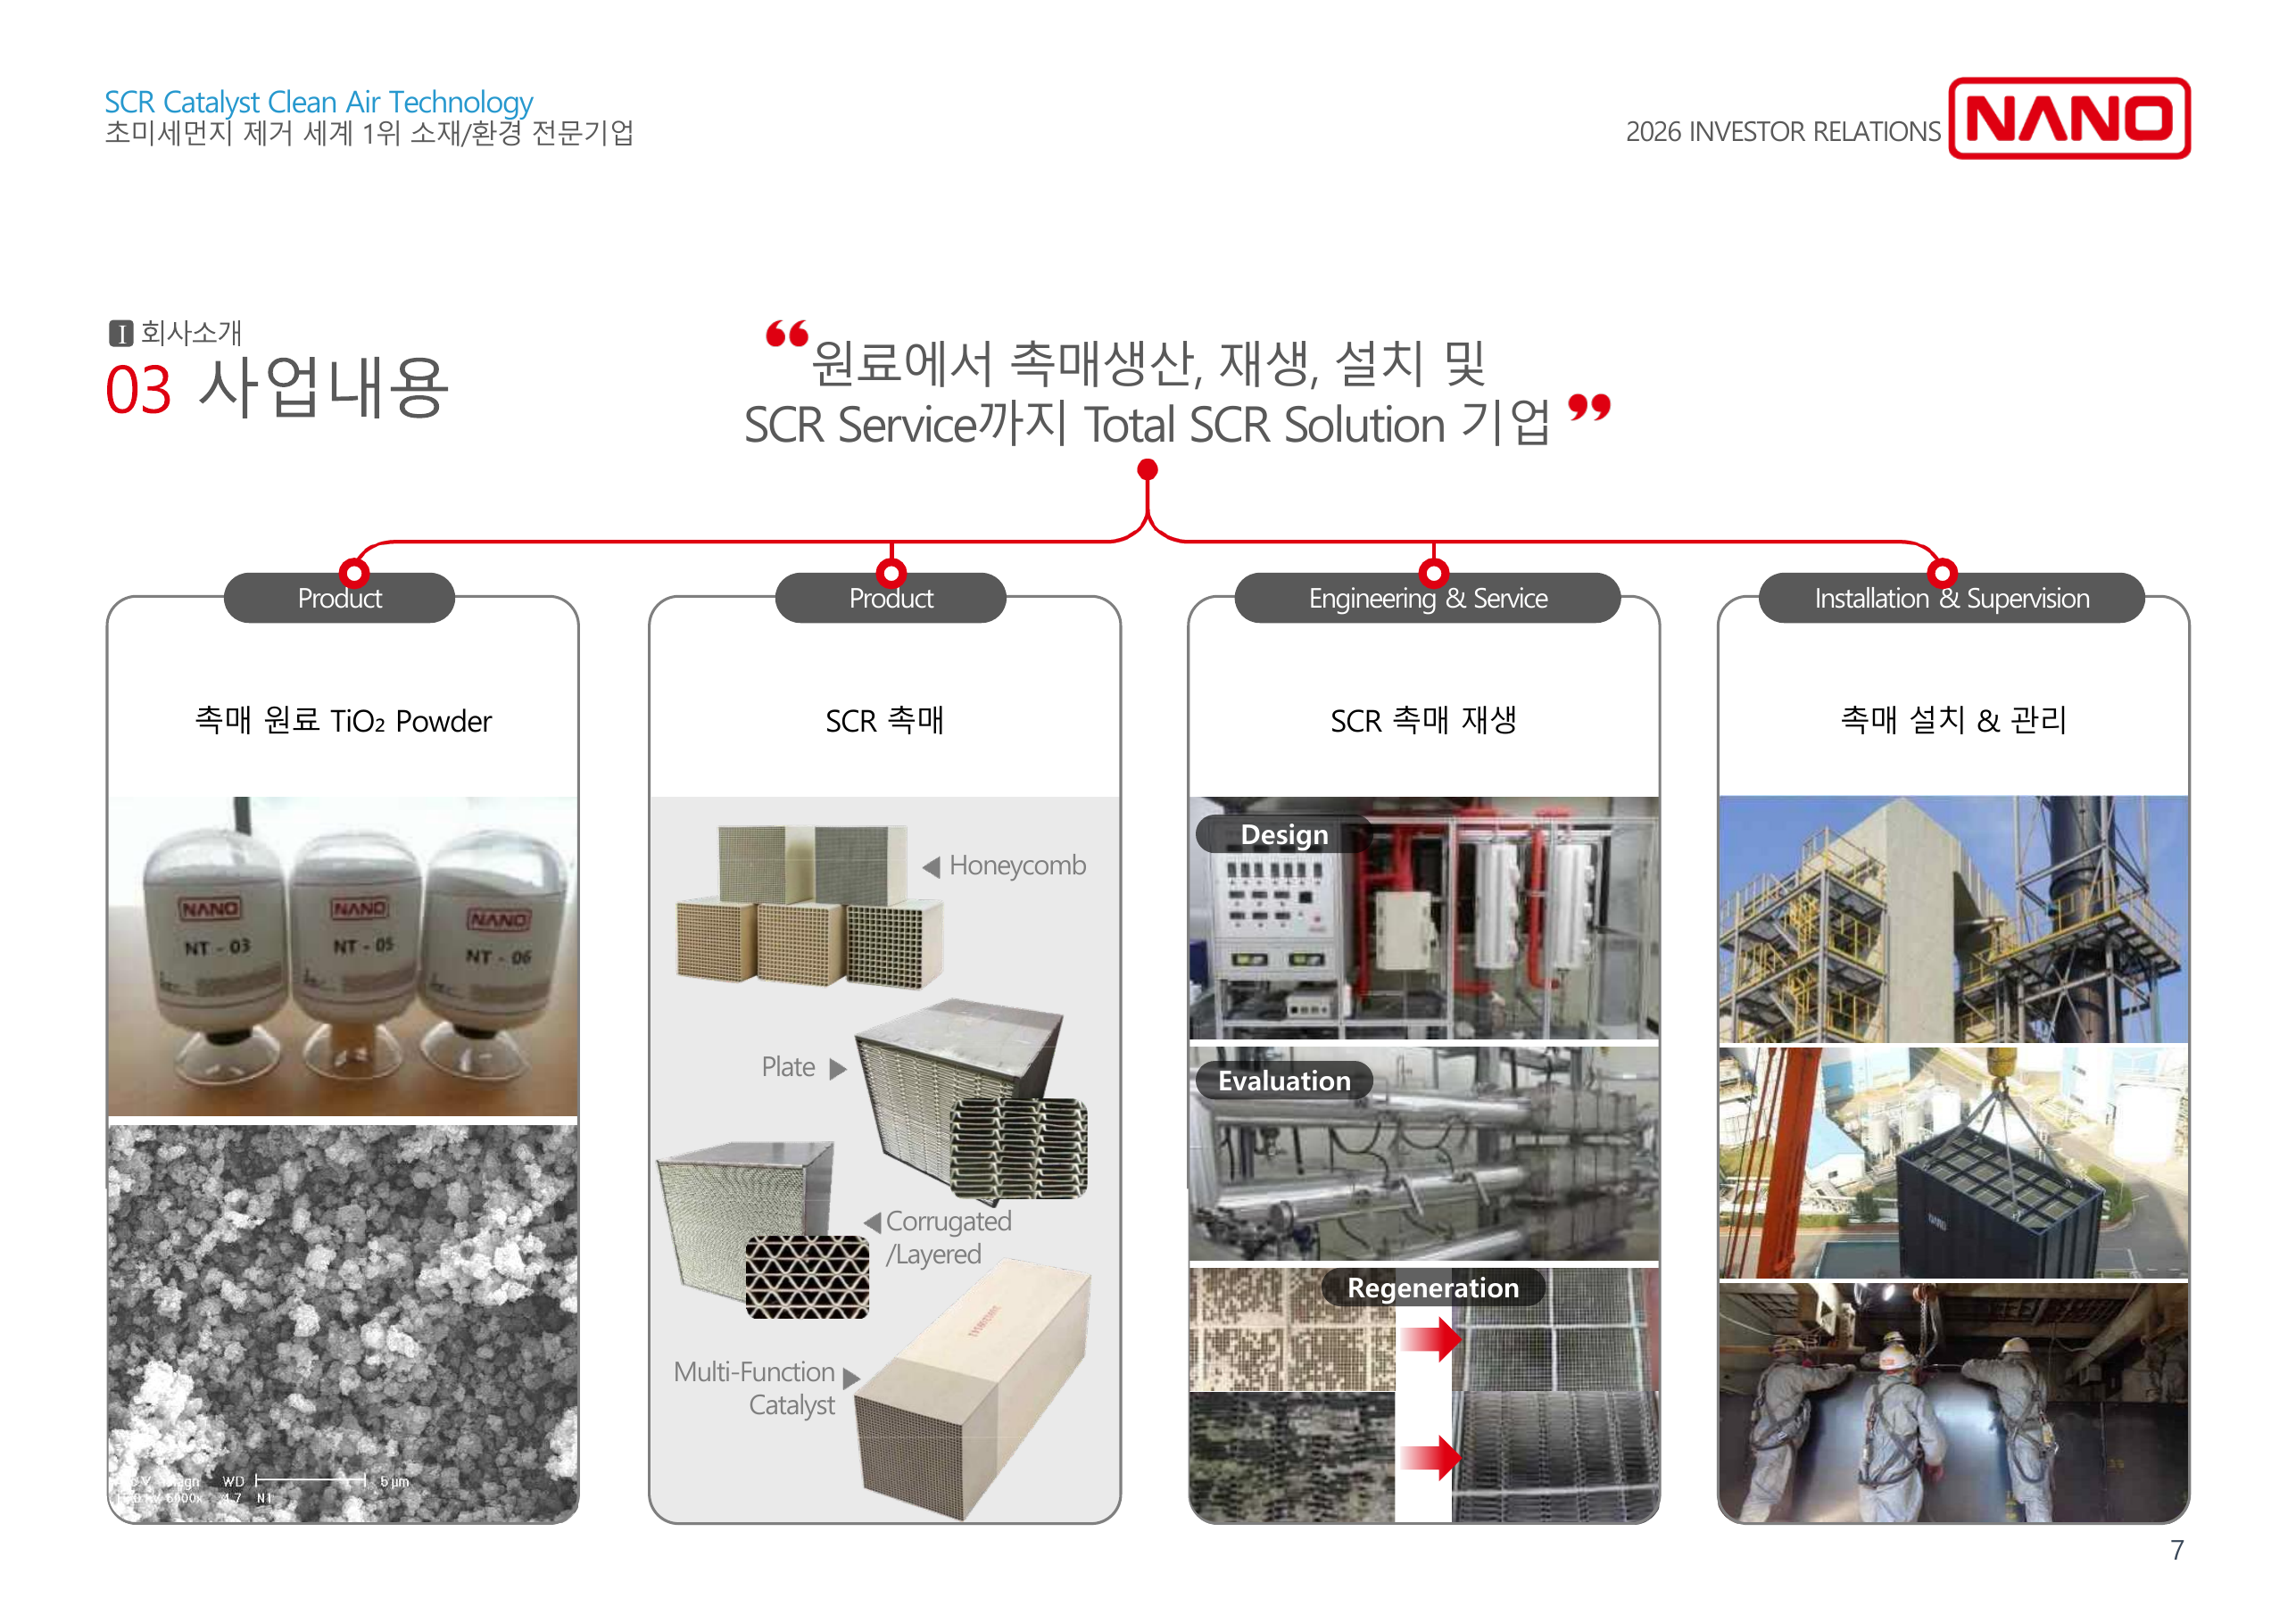 SCR Catalyst Clean Air Technology
초미세먼지 제거 세계 1위 소재/환경 전문기업
2026 INVESTOR RELATIONS
NANO
I 회사소개
03 사업내용
“원료에서 촉매생산, 재생, 설치 및
SCR Service까지 Total SCR Solution 기업”
Product
촉매 원료 TiO₂ Powder
NANO
NT - 03
NANO
NT - 05
NANO
NT - 06
WD
5 μm
Product
SCR 촉매
Honeycomb
Plate
Corrugated
/Layered
Multi-Function
Catalyst
Engineering & Service
SCR 촉매 재생
Design
Evaluation
Regeneration
Installation & Supervision
촉매 설치 & 관리
NANO
7